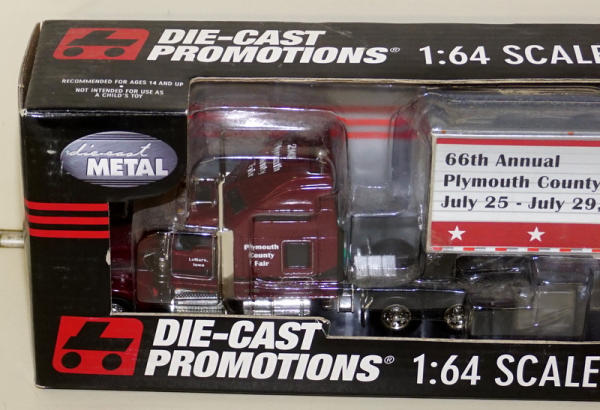 DIE-CAST
PROMOTIONS® 1:64 SCALE
RECOMMENDED FOR AGES 14 AND UP
NOT INTENDED FOR USE AS
A CHILD'S TOY
die-cast
METAL
66th Annual
Plymouth County
July 25 - July 29,
Plymouth
County
Fair
LeMars,
Iowa
DIE-CAST
PROMOTIONS® 1:64 SCALE